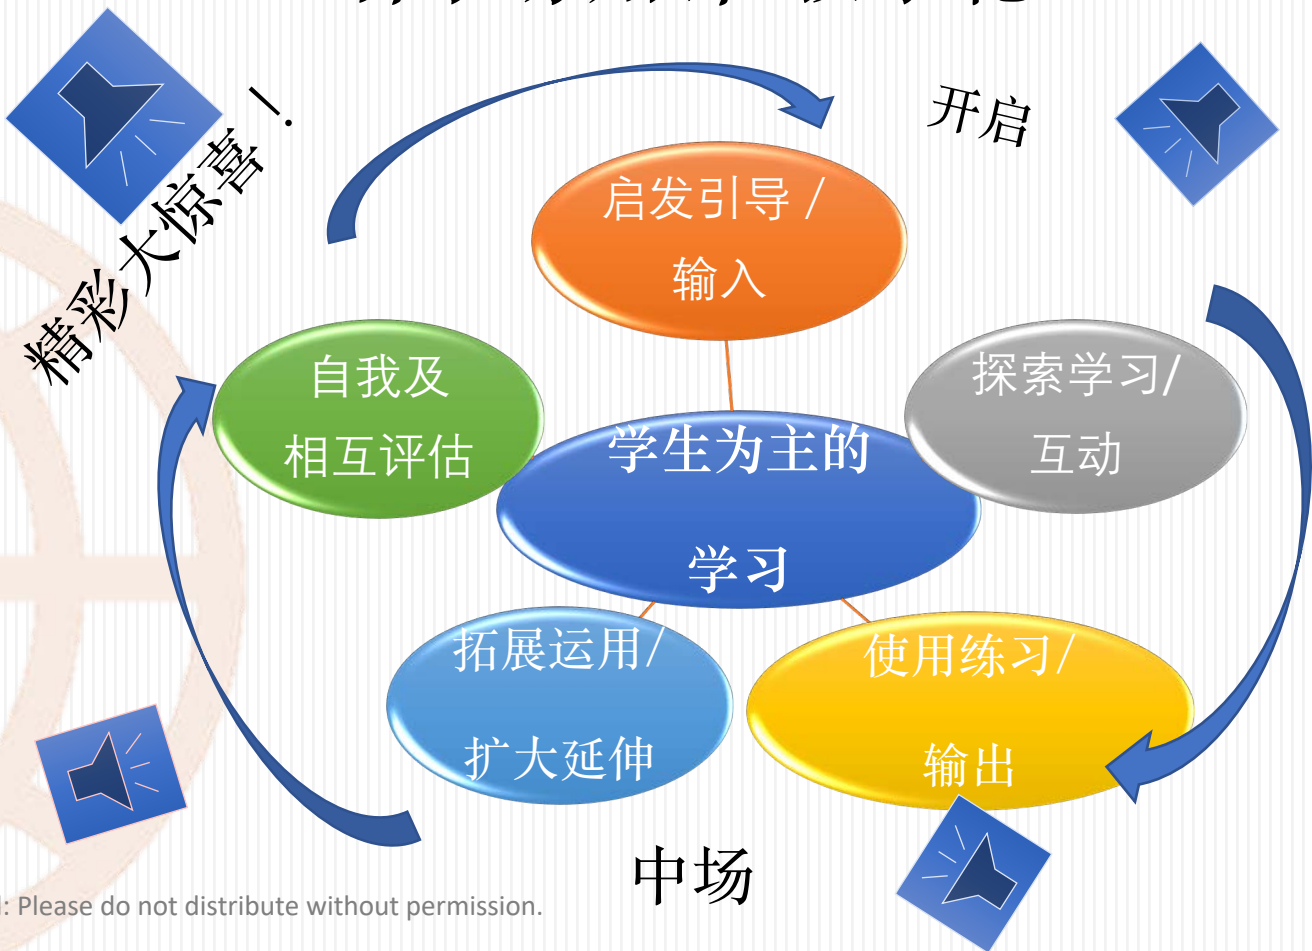 开启
启发引导 /
输入
精彩大惊喜！
自我及
相互评估
探索学习/
互动
学生为主的
学习
拓展运用/
扩大延伸
使用练习/
输出
中场
: Please do not distribute without permission.